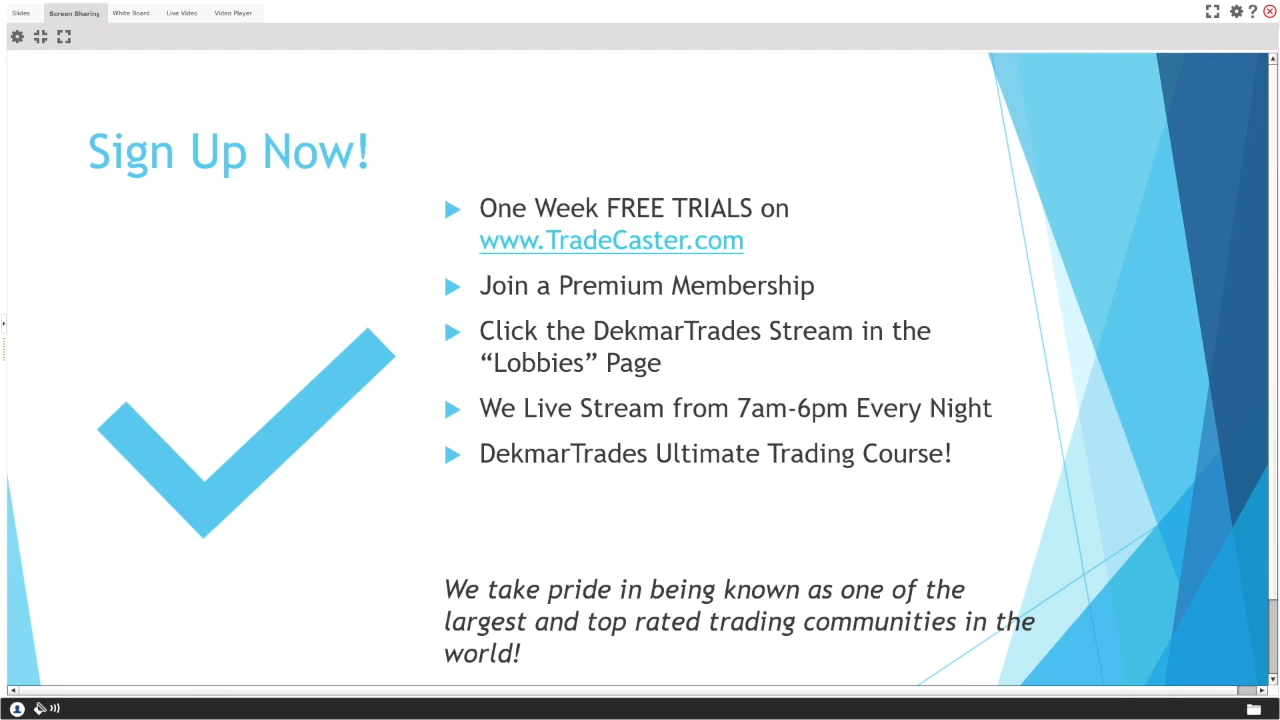 Slides
Screen Sharing
White Board
Live Video
Video Player
Sign Up Now!
One Week FREE TRIALS on
www.TradeCaster.com
Join a Premium Membership
Click the DekmarTrades Stream in the
“Lobbies” Page
We Live Stream from 7am-6pm Every Night
DekmarTrades Ultimate Trading Course!
We take pride in being known as one of the
largest and top rated trading communities in the
world!